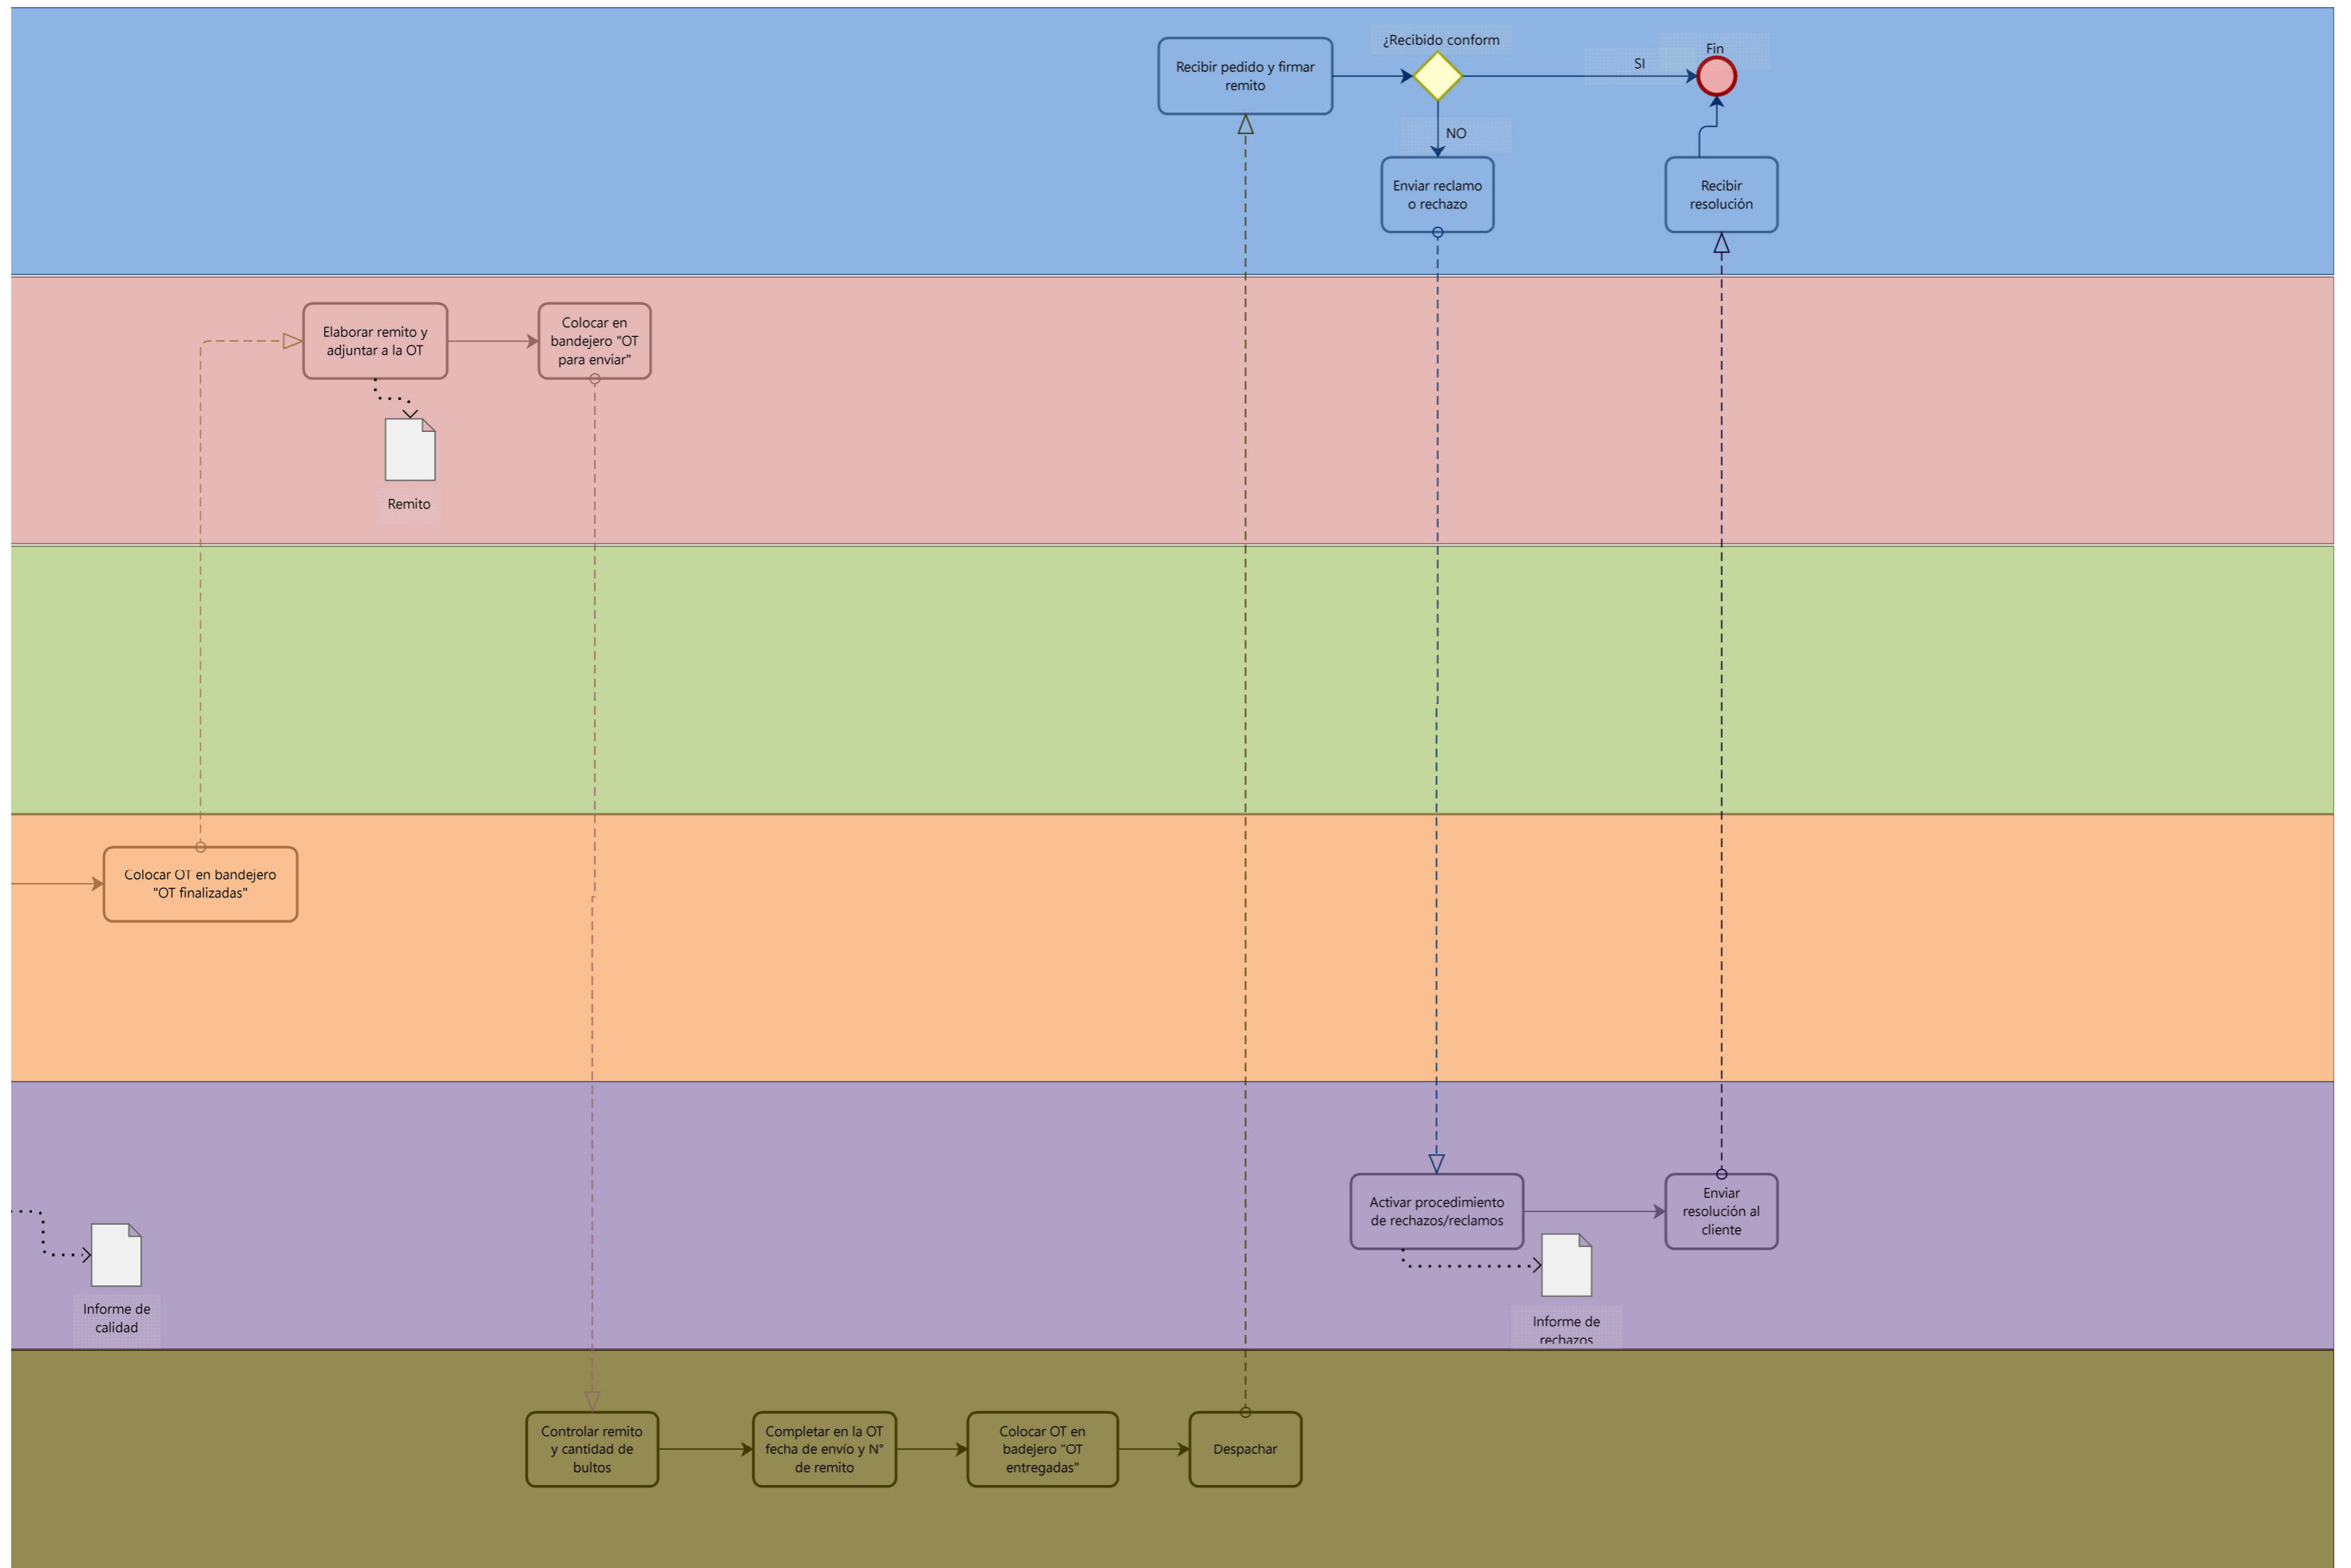 ¿Recibido conform
Recibir pedido y firmar
remito
SI
Fin
NO
Enviar reclamo
o rechazo
Recibir
resolución
Elaborar remito y
adjuntar a la OT
Colocar en
bandejero "OT
para enviar"
Remito
Colocar OT en bandejero
"OT finalizadas"
Activar procedimiento
de rechazos/reclamos
Enviar
resolución al
cliente
Informe de
calidad
Informe de
rechazos
Controlar remito
y cantidad de
bultos
Completar en la OT
fecha de envío y N°
de remito
Colocar OT en
badejero "OT
entregadas"
Despachar